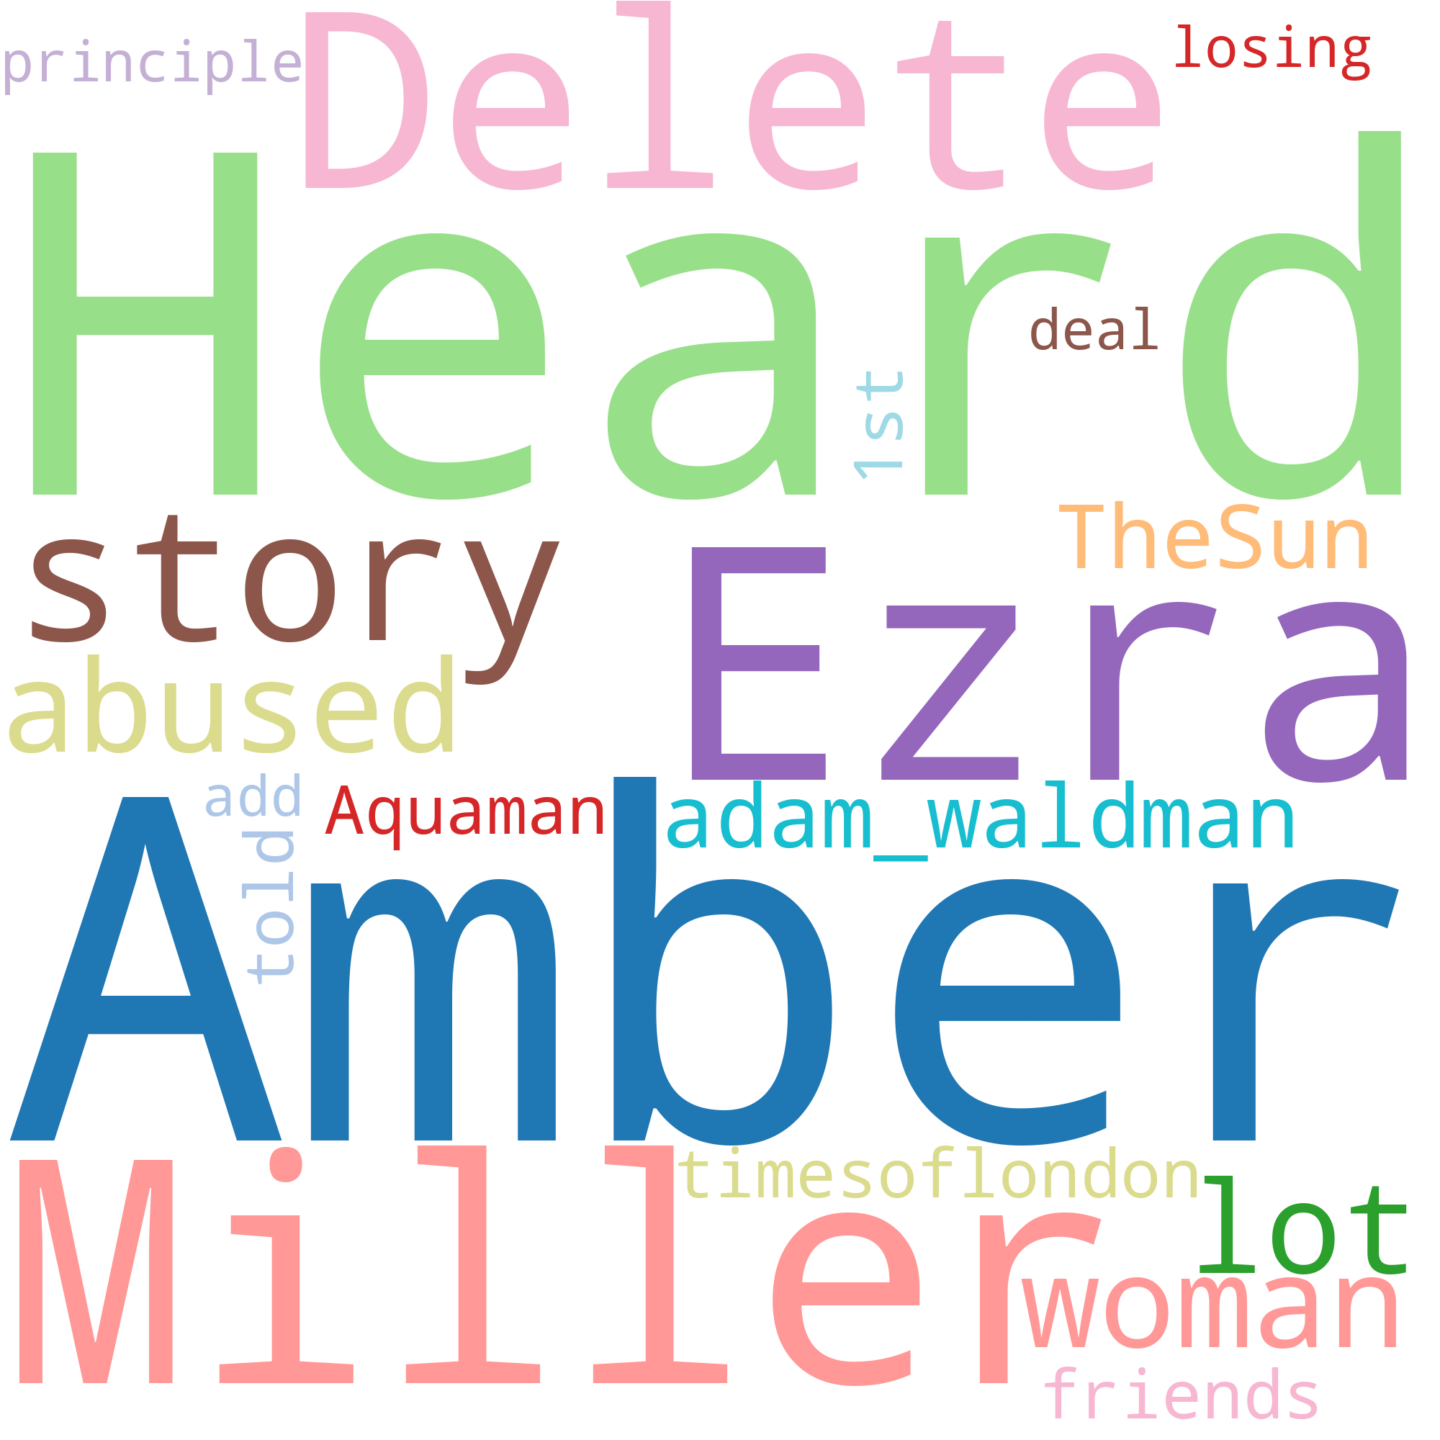 principle
Delete
losing
Heard
deal
1st
story
TheSun
Ezra
abused
add
Aquaman
adam_waldman
told
Amber
Miller
timesoflondon
lot
woman
friends